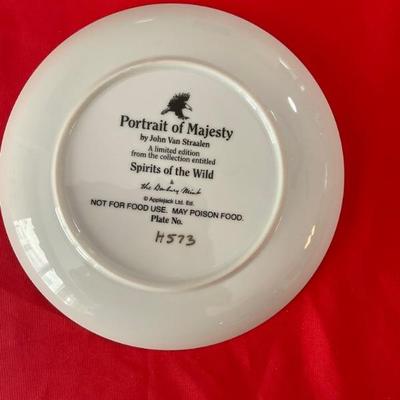 Portrait of Majesty
by John Van Straalen
A limited edition
from the collection entitled
Spirits of the Wild
&
The Danbury Mint
© Applejack Ltd. Ed.
NOT FOR FOOD USE. MAY POISON FOOD.
Plate No.
H573